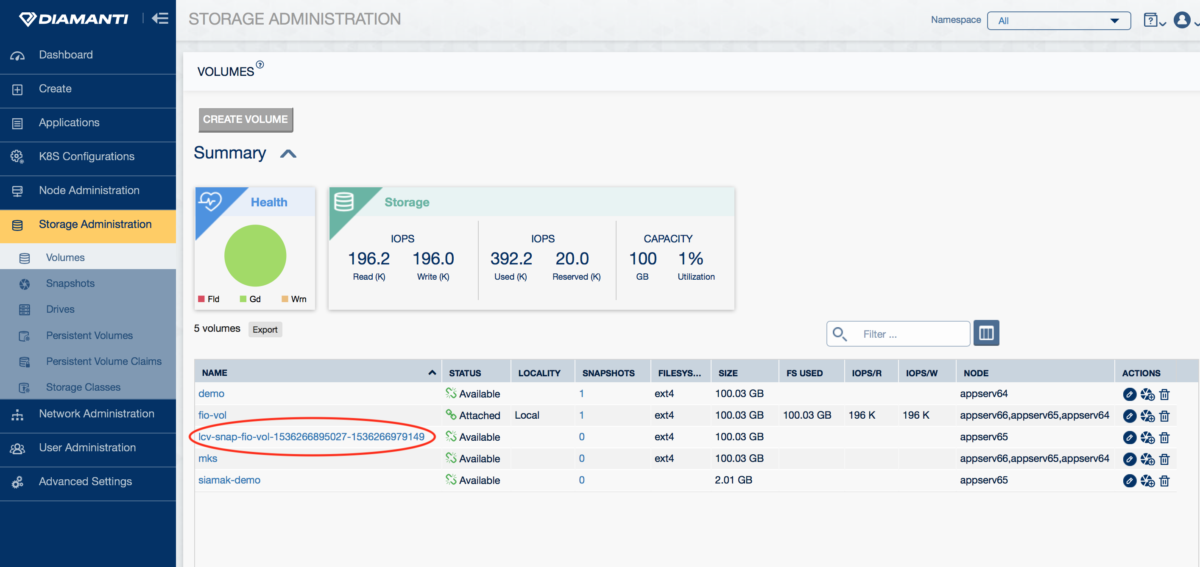 DIAMANTI
STORAGE ADMINISTRATION
Namespace All
Dashboard
Create
Applications
K8S Configurations
Node Administration
Storage Administration
Volumes
Snapshots
Drives
Persistent Volumes
Persistent Volume Claims
Storage Classes
Network Administration
User Administration
Advanced Settings
VOLUMES?
CREATE VOLUME
Summary
Health
Fld Gd Wrn
Storage
IOPS IOPS CAPACITY
196.2 196.0 392.2 20.0 100 1%
Read (K) Write (K) Used (K) Reserved (K) GB Utilization
5 volumes Export Filter ...
NAME STATUS LOCALITY SNAPSHOTS FILESYS... SIZE FS USED IOPS/R IOPS/W NODE ACTIONS
demo Available 1 ext4 100.03 GB appserv64
fio-vol Attached Local 1 ext4 100.03 GB 100.03 GB 196 K 196 K appserv66,appserv65,appserv64
lcv-snap-fio-vol-1536266895027-1536266979149 Available 0 ext4 100.03 GB appserv65
mks Available 0 ext4 100.03 GB appserv66,appserv65,appserv64
siamak-demo Available 0 2.01 GB appserv65